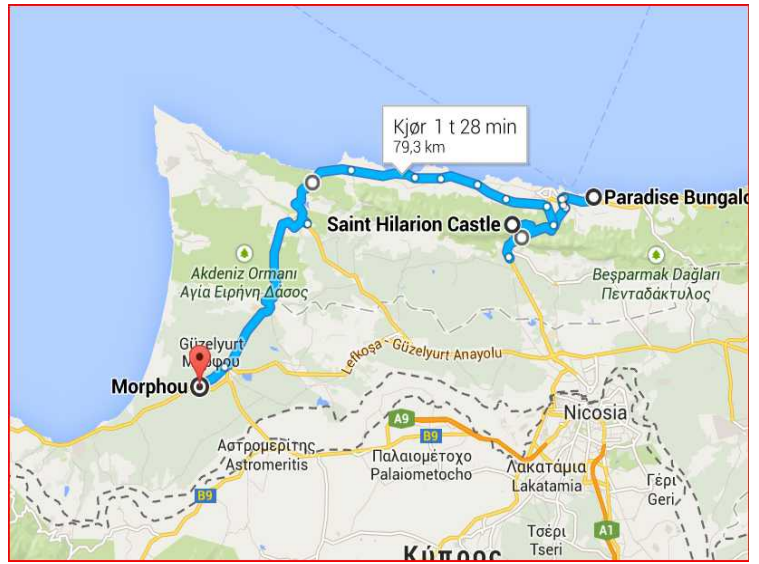 Kjør 1 t 28 min
79,3 km
Paradise Bungalo
Saint Hilarion Castle
Akdeniz Ormanı
Αγία Ειρήνη Δάσος
Beşparmak Dağları
Πενταδάκτυλος
Güzelyurt
Μόρφου
Lefkoşa - Güzelyurt Anayolu
Morphou
Nicosia
A9
B9
Αστρομερίτης
Astromeritis
Παλαιομέτοχο
Palaiometocho
Λακατάμια
Lakatamia
Γέρι
Geri
B9
Τσέρι
Tseri
A1
Κύπρος